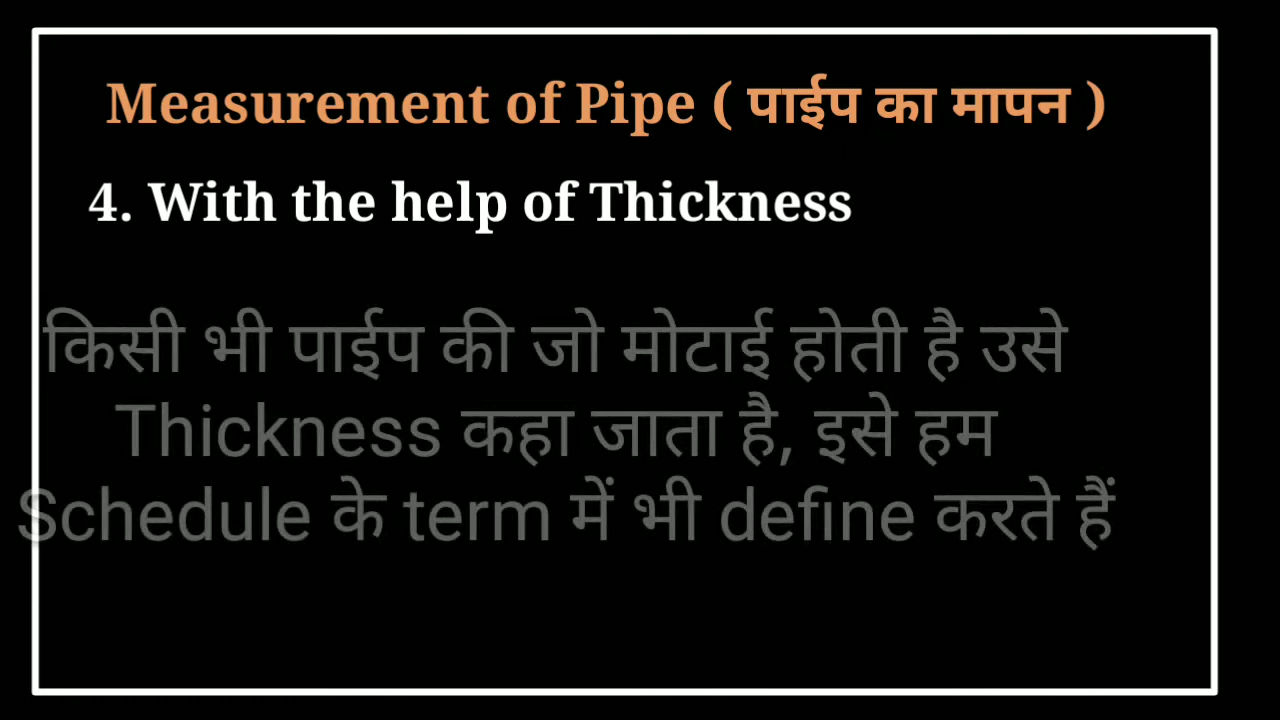 Measurement of Pipe ( पाईप का मापन )
4. With the help of Thickness
किसी भी पाईप की जो मोटाई होती है उसे
Thickness कहा जाता है, इसे हम
Schedule के term में भी define करते हैं